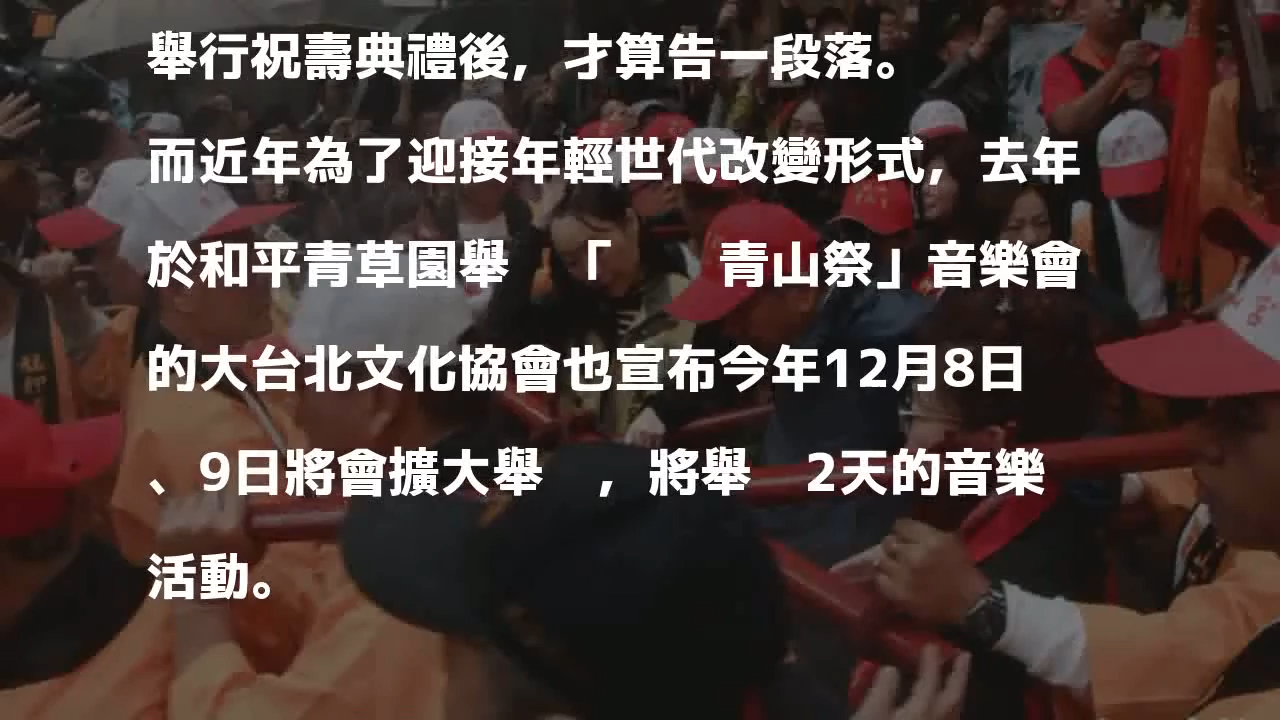 舉行祝壽典禮後，才算告一段落。
而近年為了迎接年輕世代改變形式，去年
於和平青草園舉　「　　青山祭」音樂會
的大台北文化協會也宣布今年12月8日
、9日將會擴大舉　，將舉　2天的音樂
活動。